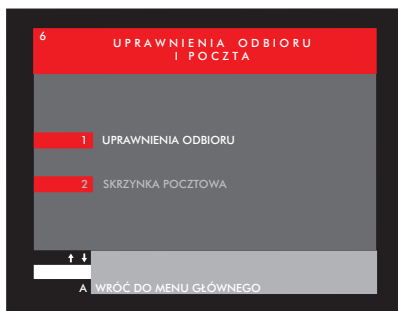 6
UPRAWNIENIA ODBIORU
I POCZTA
1 UPRAWNIENIA ODBIORU
2 SKRZYNKA POCZTOWA
↑ ↓
A WRÓĆ DO MENU GŁÓWNEGO